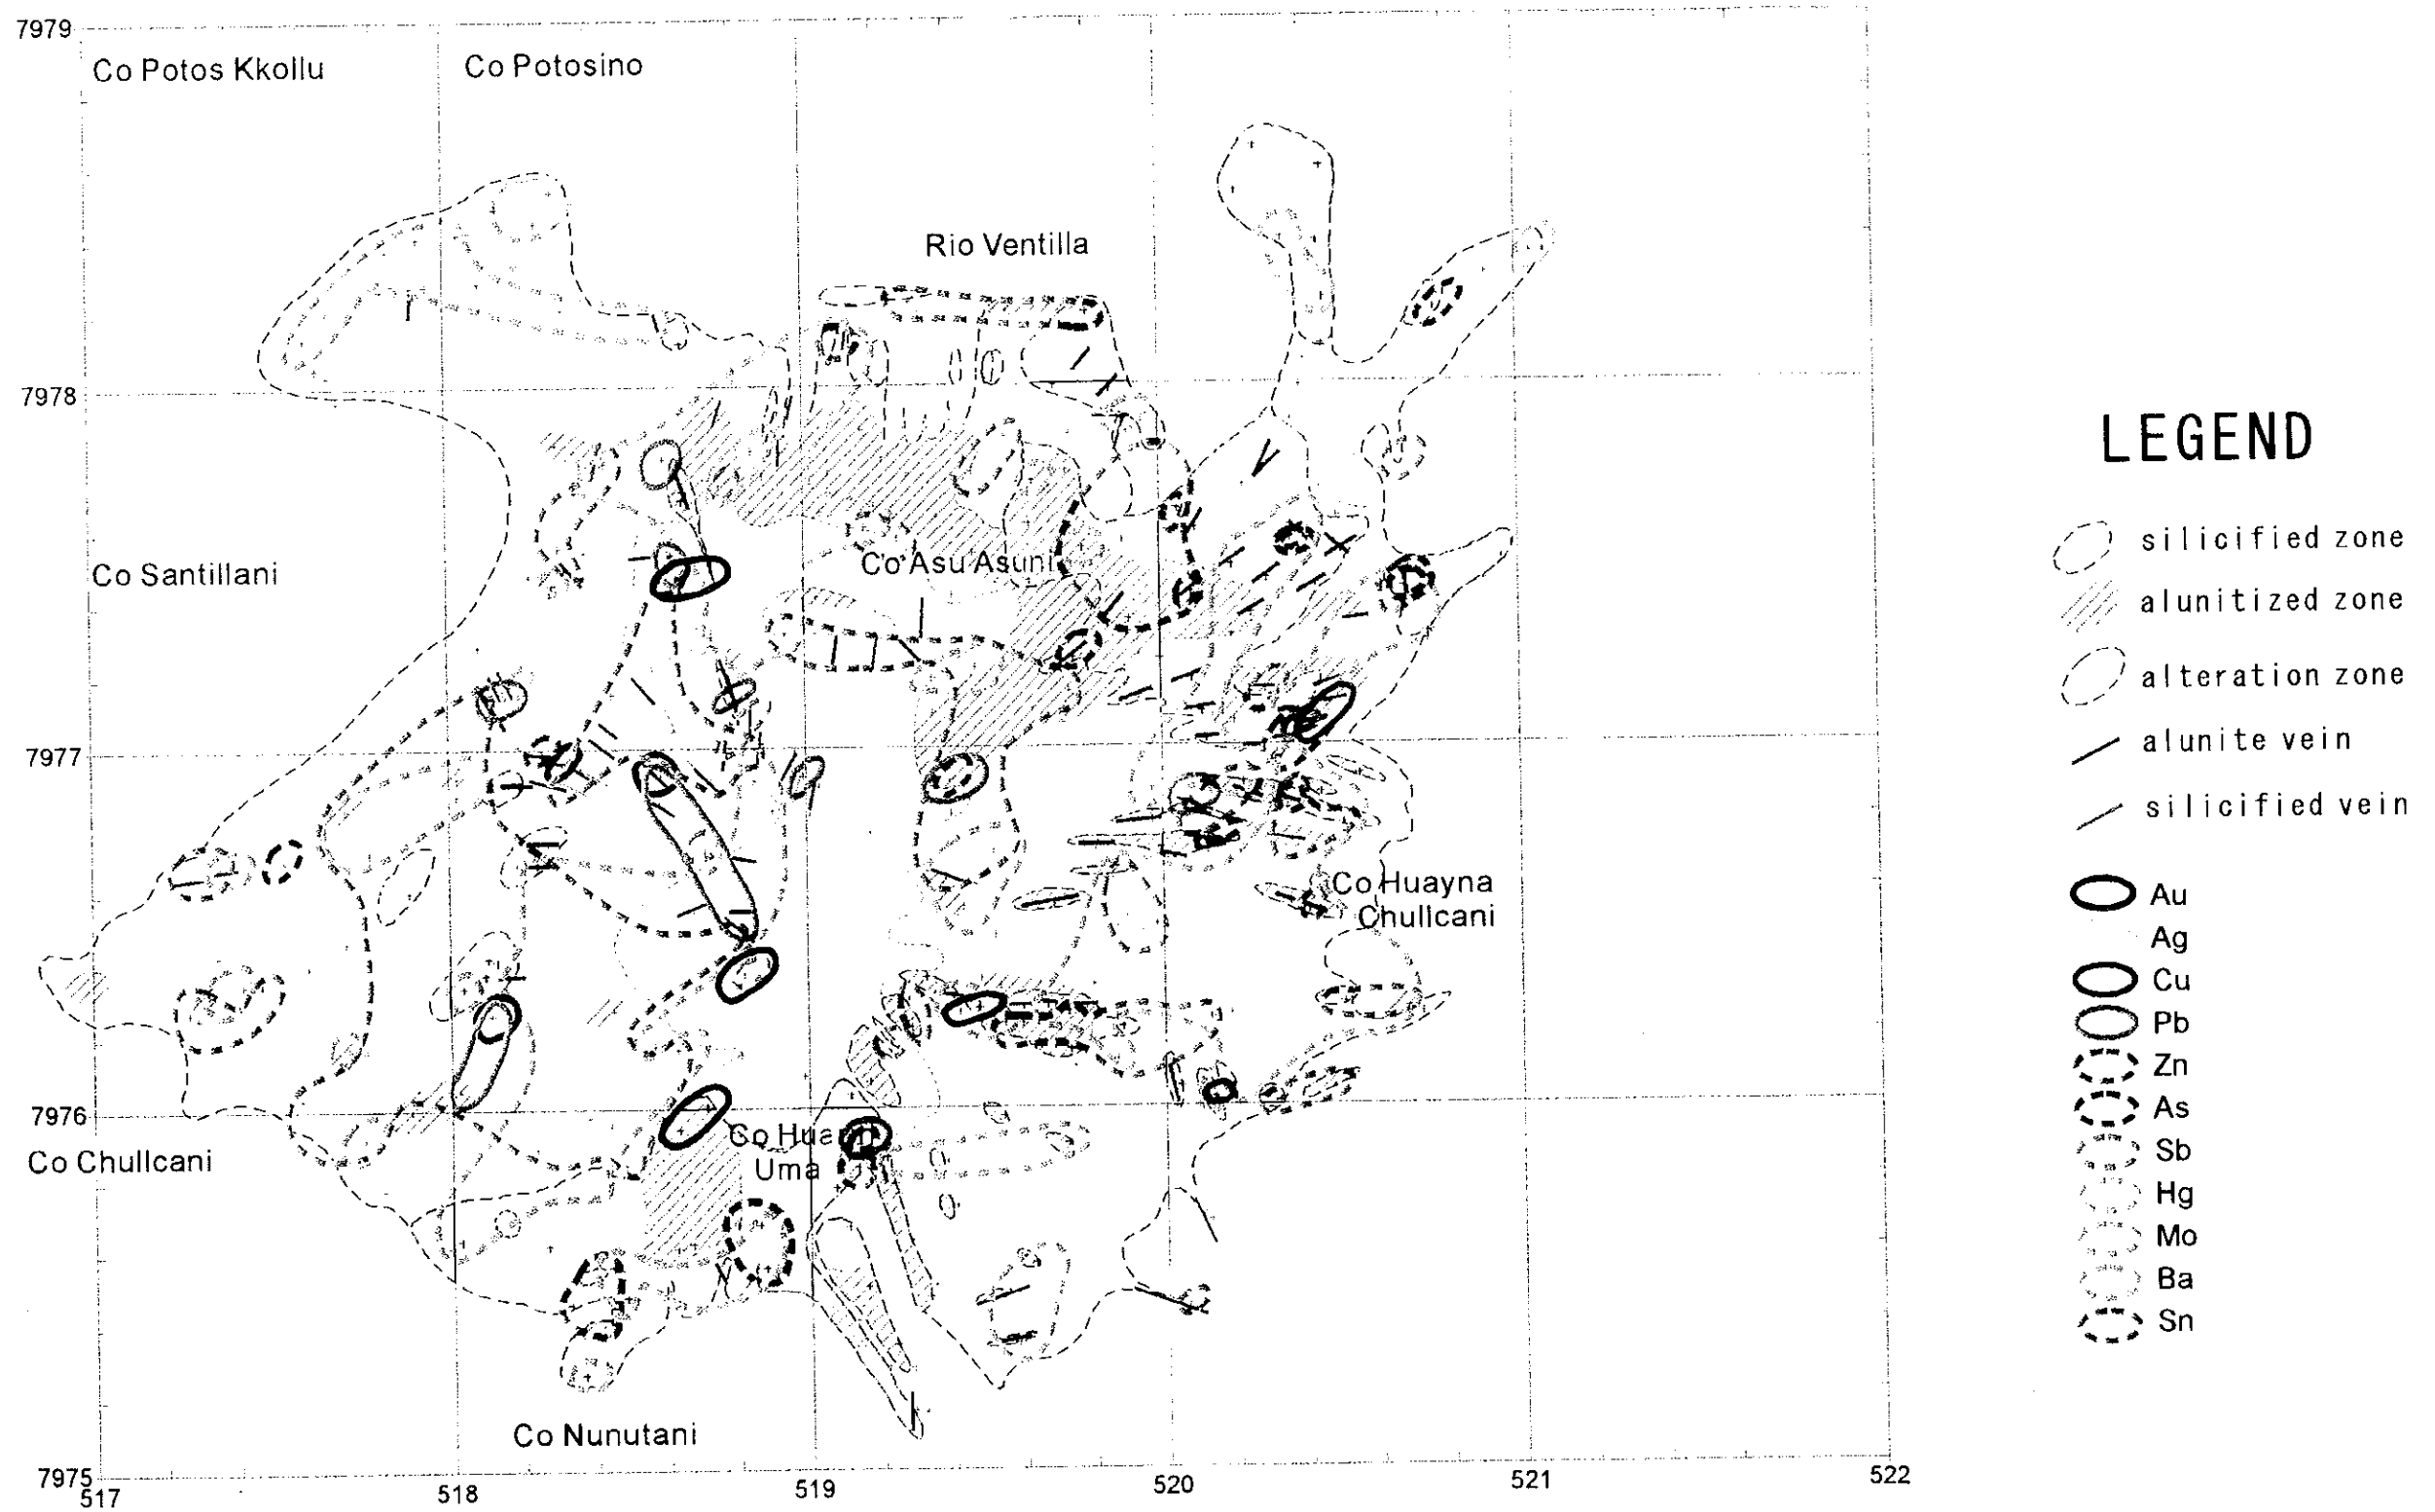 7979
Co Potos Kkollu
Co Potosino
Rio Ventilla
7978
Co Santillani
Co Asu Asuni
7977
Co Huayna
Chullcani
7976
Co Chullcani
Co
Uma
Co Nunutani
7975
517
518
519
520
521
522
LEGEND
silicified zone
alunitized zone
alteration zone
alunite vein
silicified vein
Au
Ag
Cu
Pb
Zn
As
Sb
Hg
Mo
Ba
Sn